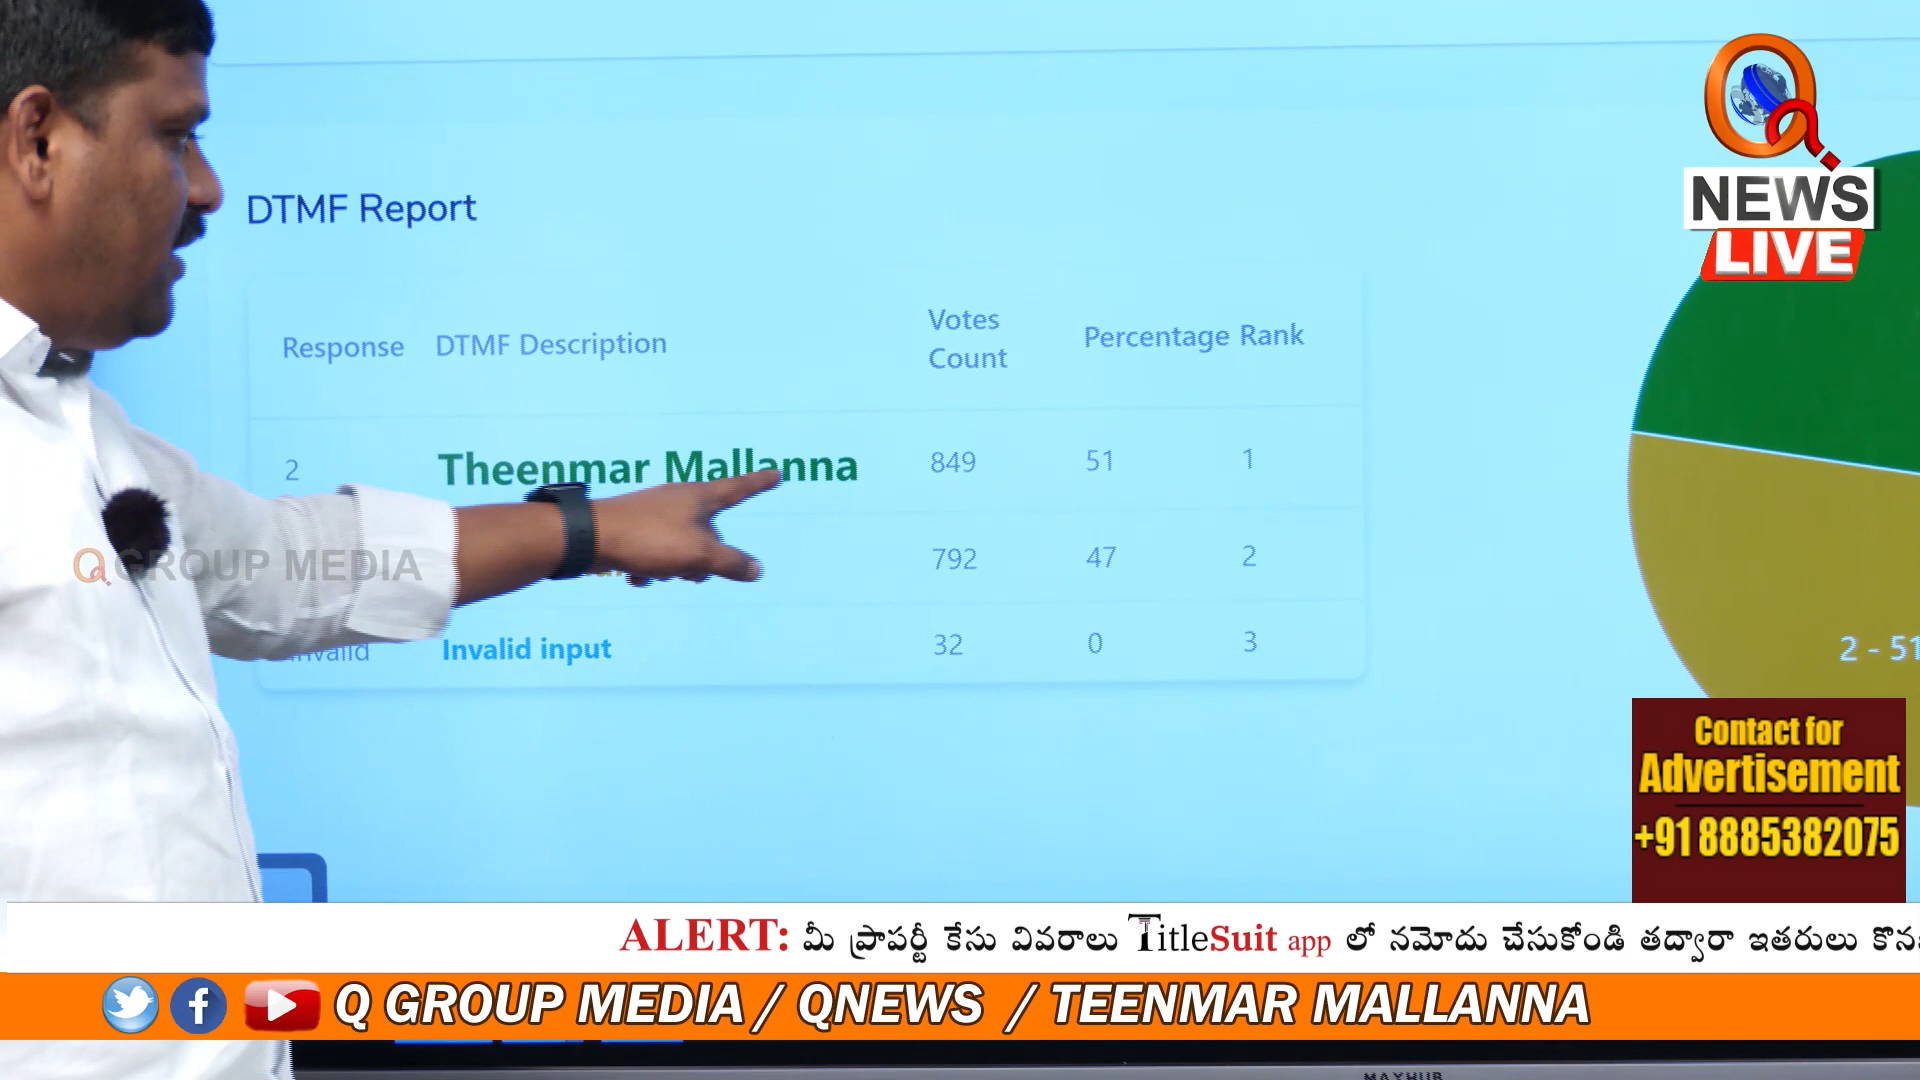 Q
NEWS
LIVE
DTMF Report
Response DTMF Description Votes Count Percentage Rank
2 Theenmar Mallanna 849 51 1
792 47 2
Invalid Invalid input 32 0 3
2 - 51
Q GROUP MEDIA
Contact for
Advertisement
+91 8885382075
ALERT: మీ ప్రాపర్టీ కేసు వివరాలు TitleSuit app లో నమోదు చేసుకోండి తద్వారా ఇతరులు
Q GROUP MEDIA / QNEWS / TEENMAR MALLANNA
MAXHUB